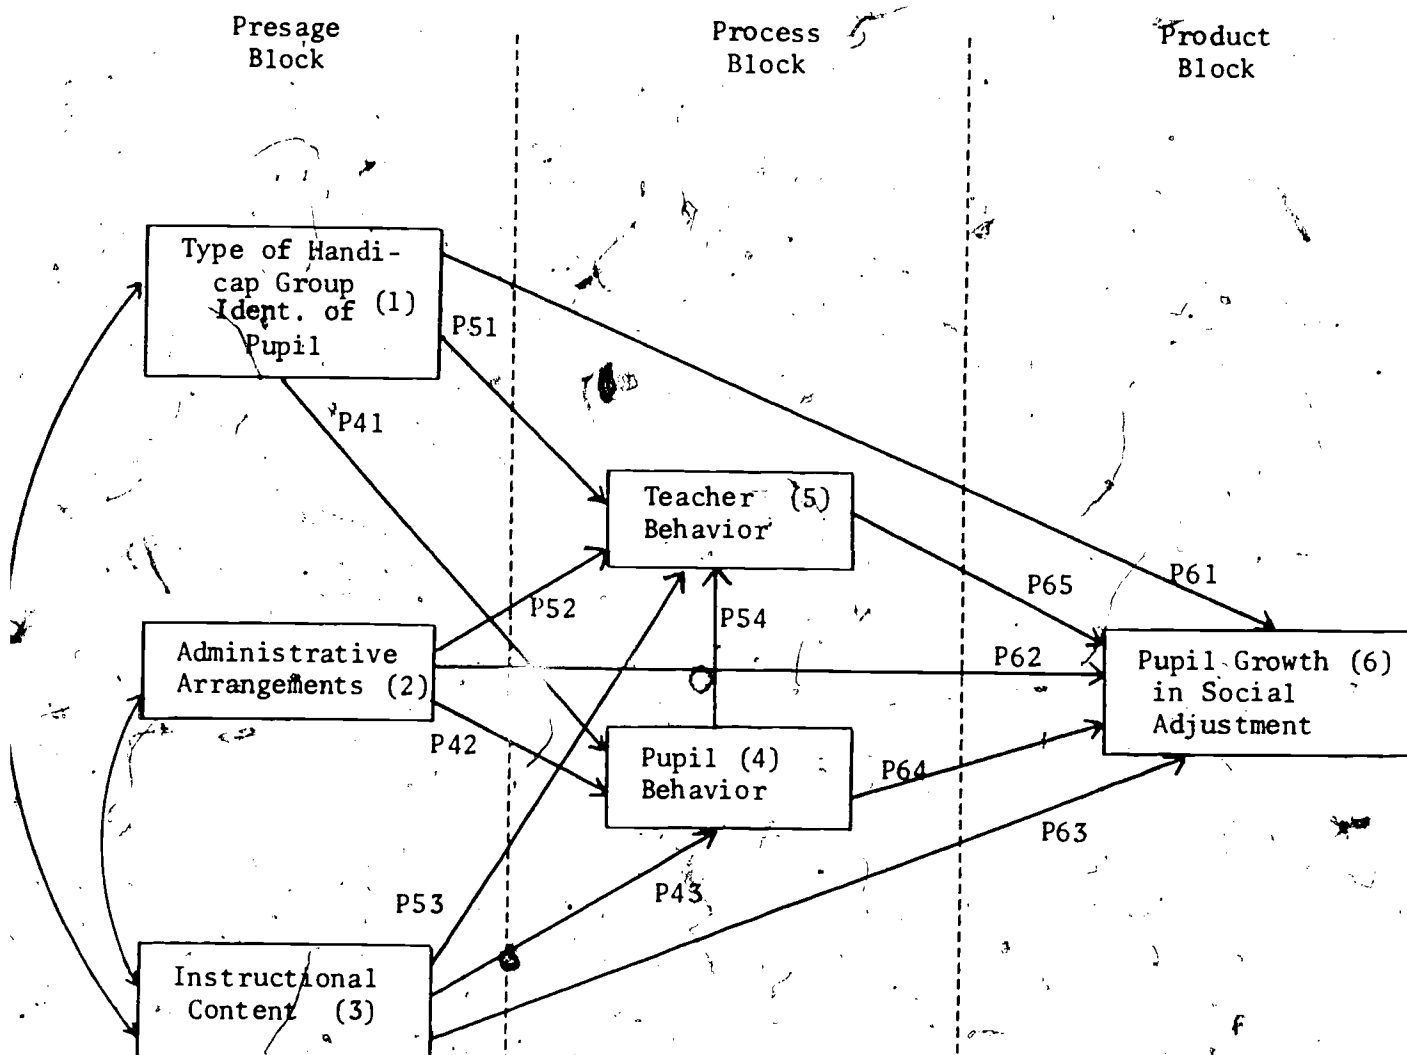 Presage
Block
Process
Block
Product
Block
Type of Handi-
cap Group
Ident. of (1)
Pupil
P51
P41
Teacher (5)
Behavior
P52
P54
P65
P61
Administrative
Arrangements (2)
P62
Pupil Growth (6)
in Social
Adjustment
P42
Pupil (4)
Behavior
P64
P63
P53
P43
Instructional
Content (3)